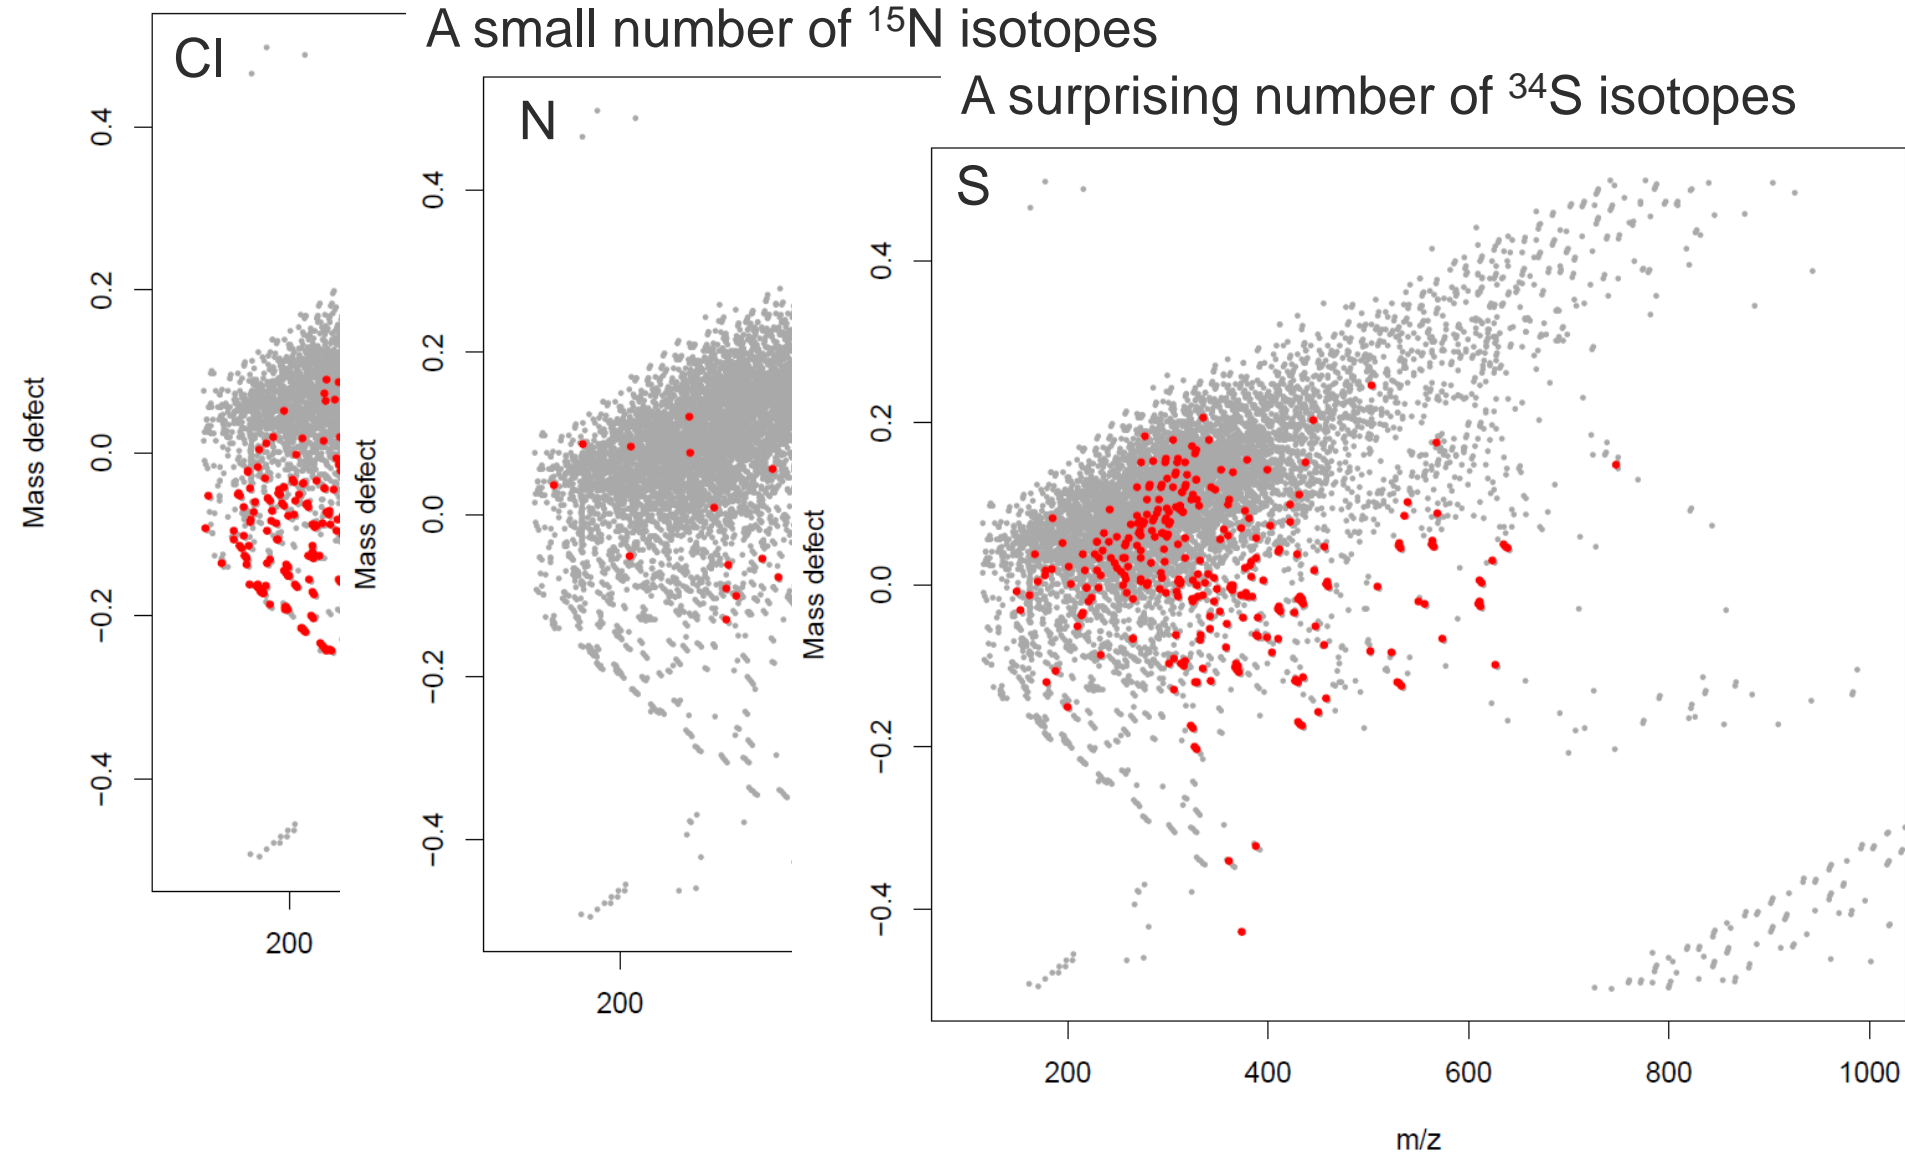 A small number of ¹⁵N isotopes
A surprising number of ³⁴S isotopes
Cl
Mass defect
0.4
0.2
0.0
−0.2
−0.4
200
N
Mass defect
0.4
0.2
0.0
−0.2
−0.4
200
S
Mass defect
0.4
0.2
0.0
−0.2
−0.4
200 400 600 800 1000
m/z